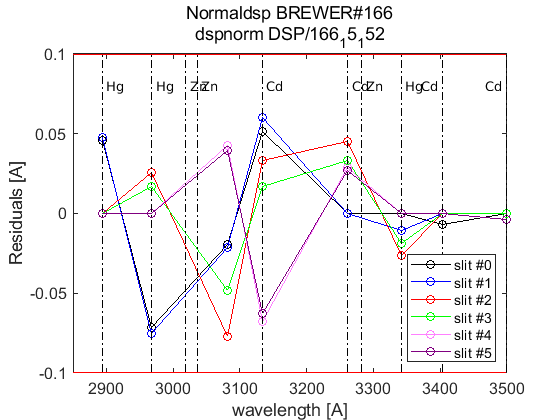 Normaldsp BREWER#166
dspnorm DSP/166₁5₁52
0.1
Hg Hg Zn Zn Cd Cd Zn Hg Cd Cd
0.05
0
-0.05
-0.1
Residuals [A]
slit #0
slit #1
slit #2
slit #3
slit #4
slit #5
2900 3000 3100 3200 3300 3400 3500
wavelength [A]